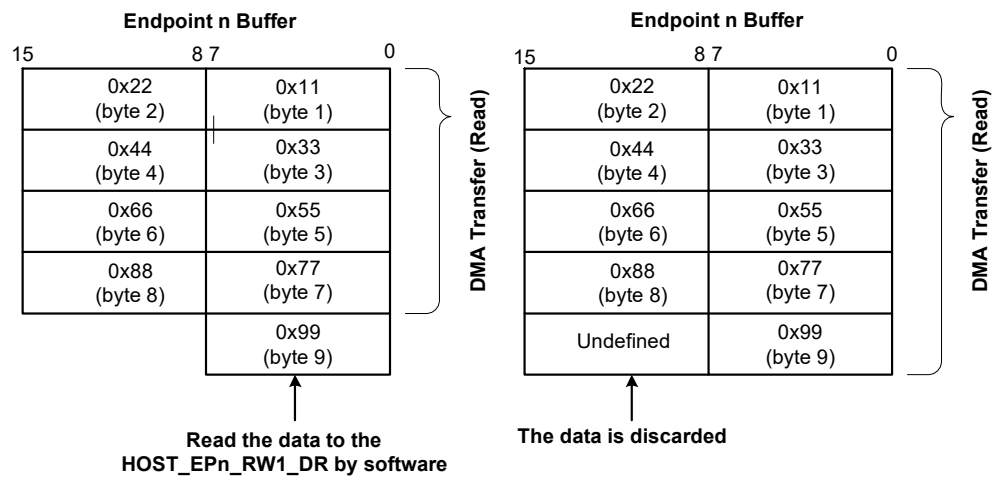 Endpoint n Buffer
15 8 7 0
0x22 0x11
(byte 2) (byte 1)
0x44 0x33
(byte 4) (byte 3)
0x66 0x55
(byte 6) (byte 5)
0x88 0x77
(byte 8) (byte 7)
0x99
(byte 9)
DMA Transfer (Read)
Read the data to the
HOST_EPn_RW1_DR by software
Endpoint n Buffer
15 8 7 0
0x22 0x11
(byte 2) (byte 1)
0x44 0x33
(byte 4) (byte 3)
0x66 0x55
(byte 6) (byte 5)
0x88 0x77
(byte 8) (byte 7)
Undefined 0x99
(byte 9)
DMA Transfer (Read)
The data is discarded